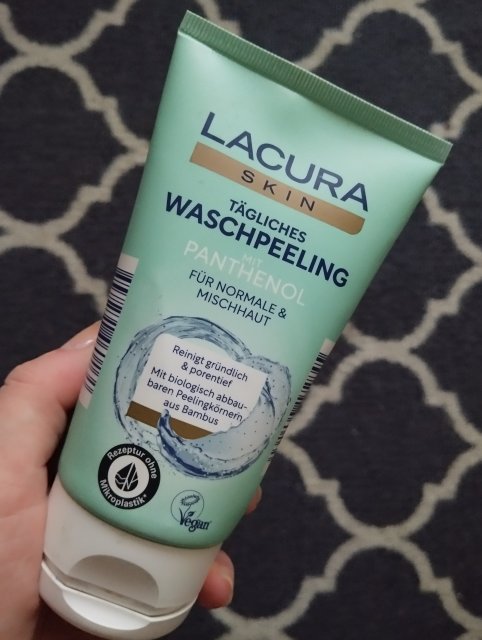 LACURA
SKIN
TÄGLICHES
WASCHPEELING
MIT
PANTHENOL
FÜR NORMALE &
MISCHHAUT
Reinigt gründlich
& porentief
Mit biologisch abbau-
baren Peelingkörnern
aus Bambus
Rezeptur ohne
Mikroplastik*
Vegan